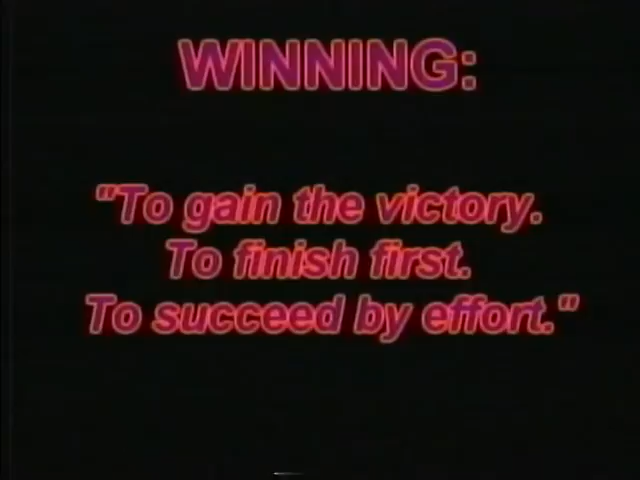 WINNING:
"To gain the victory.
To finish first.
To succeed by effort."